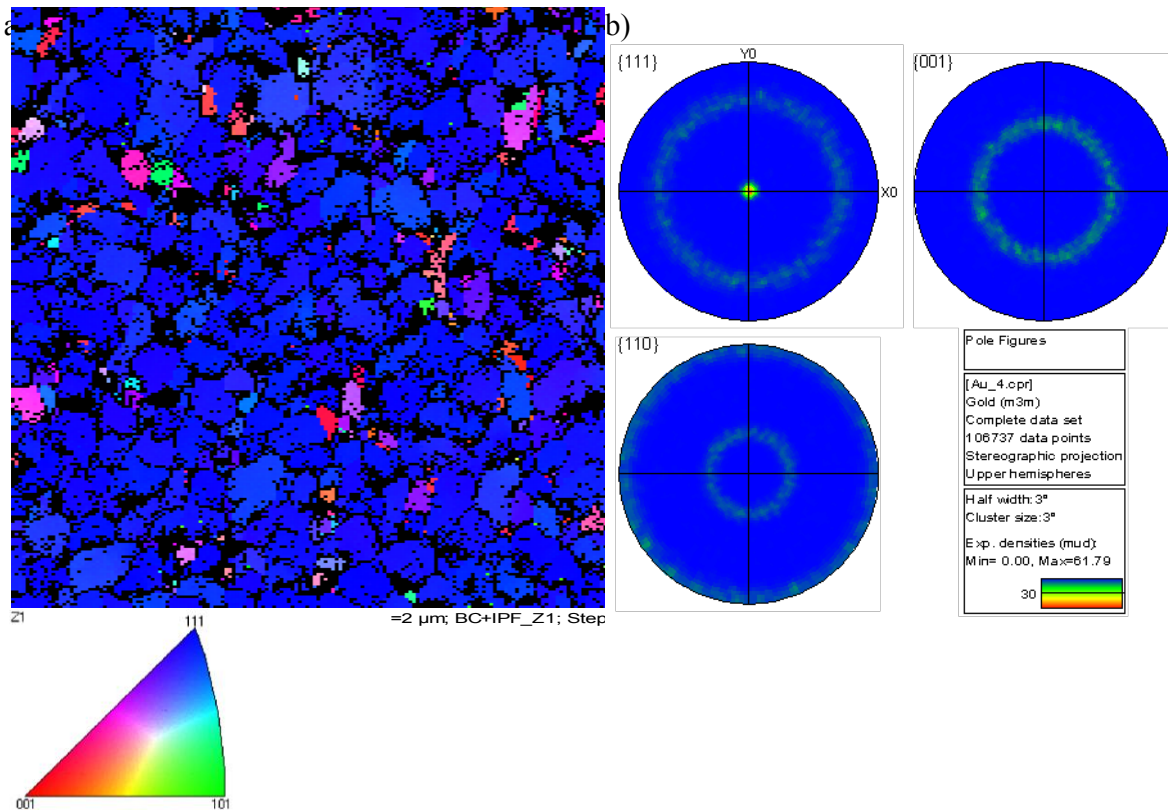 a
b)
{111}
Y0
X0
{001}
{110}
Pole Figures
[Au_4.cpr]
Gold (m3m)
Complete data set
106737 data points
Stereographic projection
Upper hemispheres
Half width:3°
Cluster size:3°
Exp. densities (mud):
Min= 0.00, Max=61.79
30
=2 µm; BC+IPF_Z1; Step
Z1
111
001
101